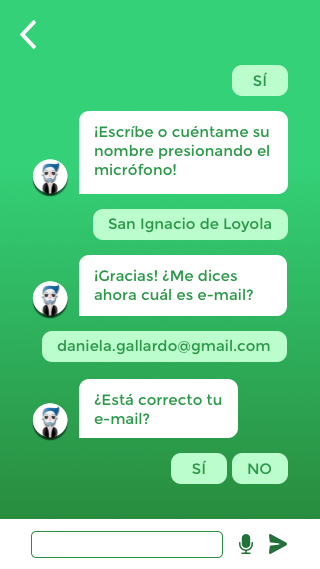 SÍ
¡Escríbe o cuéntame su
nombre presionando el
micrófono!
San Ignacio de Loyola
¡Gracias! ¿Me dices
ahora cuál es e-mail?
daniela.gallardo@gmail.com
¿Está correcto tu
e-mail?
SÍ NO